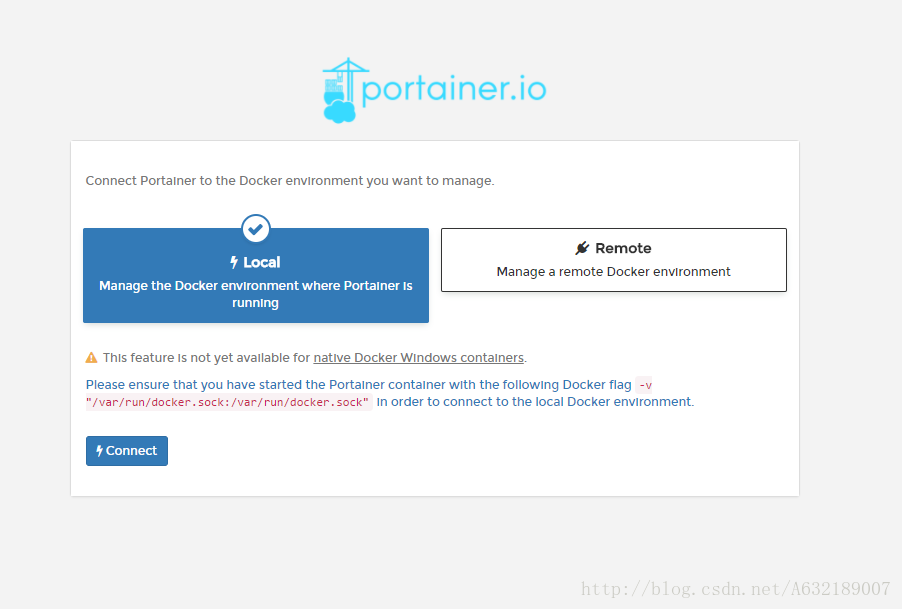 portainer.io
Connect Portainer to the Docker environment you want to manage.
Local
Manage the Docker environment where Portainer is
running
Remote
Manage a remote Docker environment
This feature is not yet available for native Docker Windows containers.
Please ensure that you have started the Portainer container with the following Docker flag -v
"/var/run/docker.sock:/var/run/docker.sock" in order to connect to the local Docker environment.
Connect
http://blog.csdn.net/A632189007